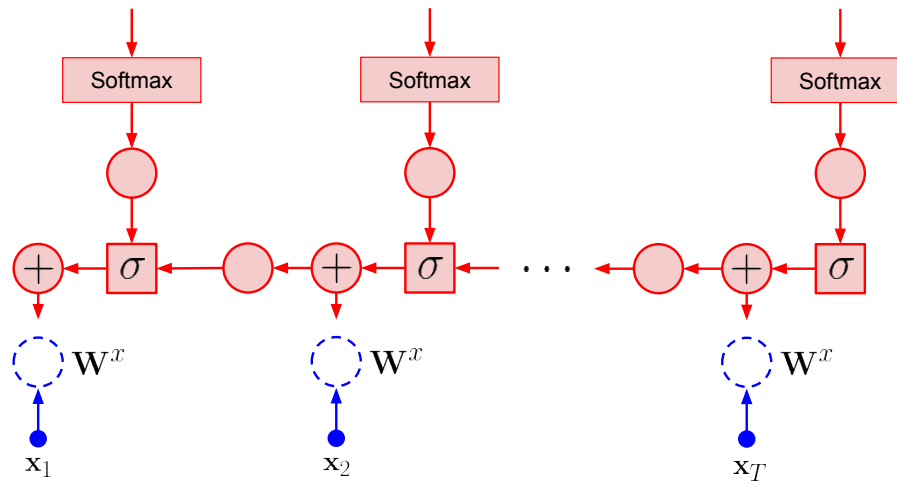 Softmax Softmax Softmax
+ σ + σ ··· + σ
W^x W^x W^x
x_1 x_2 x_T